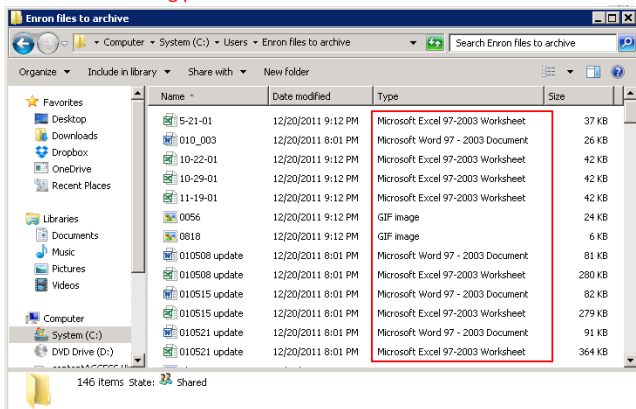 Enron files to archive
Computer System (C:) Users Enron files to archive Search Enron files to archive
Organize Include in library Share with New folder
Favorites
Desktop
Downloads
Dropbox
OneDrive
Recent Places
Libraries
Documents
Music
Pictures
Videos
Computer
System (C:)
DVD Drive (D:)
Name Date modified Type Size
5-21-01 12/20/2011 9:12 PM Microsoft Excel 97-2003 Worksheet 37 KB
010_003 12/20/2011 8:01 PM Microsoft Word 97 - 2003 Document 26 KB
10-22-01 12/20/2011 9:12 PM Microsoft Excel 97-2003 Worksheet 42 KB
10-29-01 12/20/2011 9:12 PM Microsoft Excel 97-2003 Worksheet 42 KB
11-19-01 12/20/2011 9:12 PM Microsoft Excel 97-2003 Worksheet 42 KB
0056 12/20/2011 9:12 PM GIF image 24 KB
0818 12/20/2011 9:12 PM GIF image 6 KB
010508 update 12/20/2011 8:01 PM Microsoft Word 97 - 2003 Document 81 KB
010508 update 12/20/2011 8:01 PM Microsoft Excel 97-2003 Worksheet 280 KB
010515 update 12/20/2011 8:01 PM Microsoft Word 97 - 2003 Document 82 KB
010515 update 12/20/2011 8:01 PM Microsoft Excel 97-2003 Worksheet 279 KB
010521 update 12/20/2011 8:01 PM Microsoft Word 97 - 2003 Document 91 KB
010521 update 12/20/2011 8:01 PM Microsoft Excel 97-2003 Worksheet 364 KB
146 items State: Shared